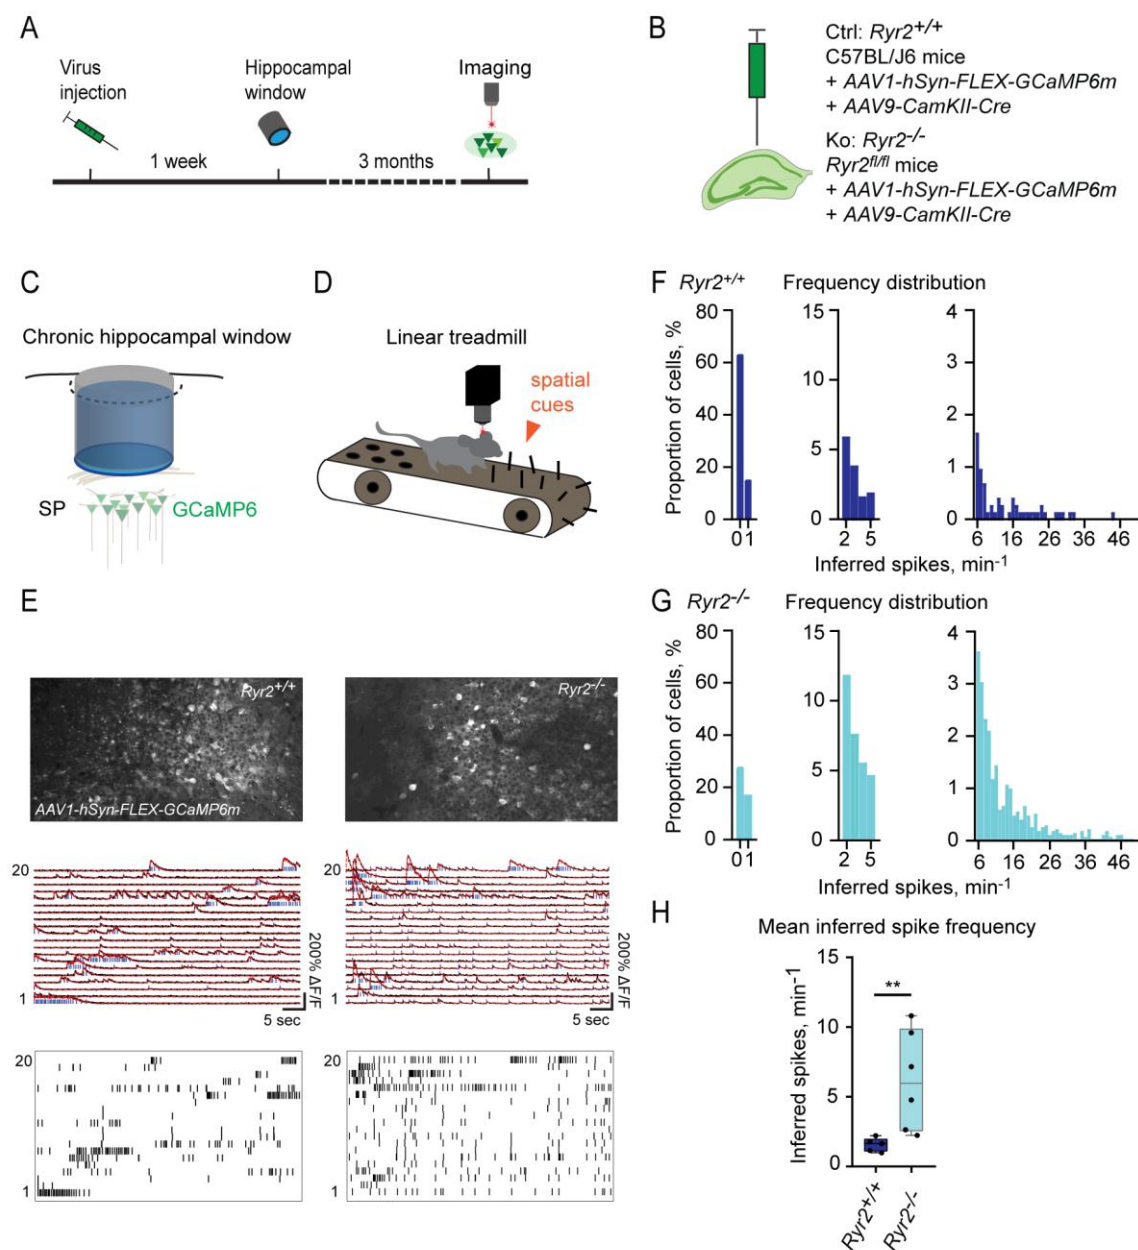 A
Virus
injection
Hippocampal
window
Imaging
1 week
3 months
B
Ctrl: Ryr2+/+
C57BL/J6 mice
+ AAV1-hSyn-FLEX-GCaMP6m
+ AAV9-CamKII-Cre
Ko: Ryr2-/-
Ryr2fl/fl mice
+ AAV1-hSyn-FLEX-GCaMP6m
+ AAV9-CamKII-Cre
C
Chronic hippocampal window
SP
GCaMP6
D
Linear treadmill
spatial
cues
E
Ryr2+/+
AAV1-hSyn-FLEX-GCaMP6m
Ryr2-/-
20
1
200% ΔF/F
5 sec
200% ΔF/F
5 sec
20
1
20
1
F
Ryr2+/+
Frequency distribution
Proportion of cells, %
80
60
40
20
0
0 1
15
10
5
0
2 5
4
3
2
1
0
6 16 26 36 46
Inferred spikes, min-1
G
Ryr2-/-
Frequency distribution
Proportion of cells, %
80
60
40
20
0
0 1
15
10
5
0
2 5
4
3
2
1
0
6 16 26 36 46
Inferred spikes, min-1
H
Mean inferred spike frequency
Inferred spikes, min-1
15
10
5
0
**
Ryr2+/+
Ryr2-/-